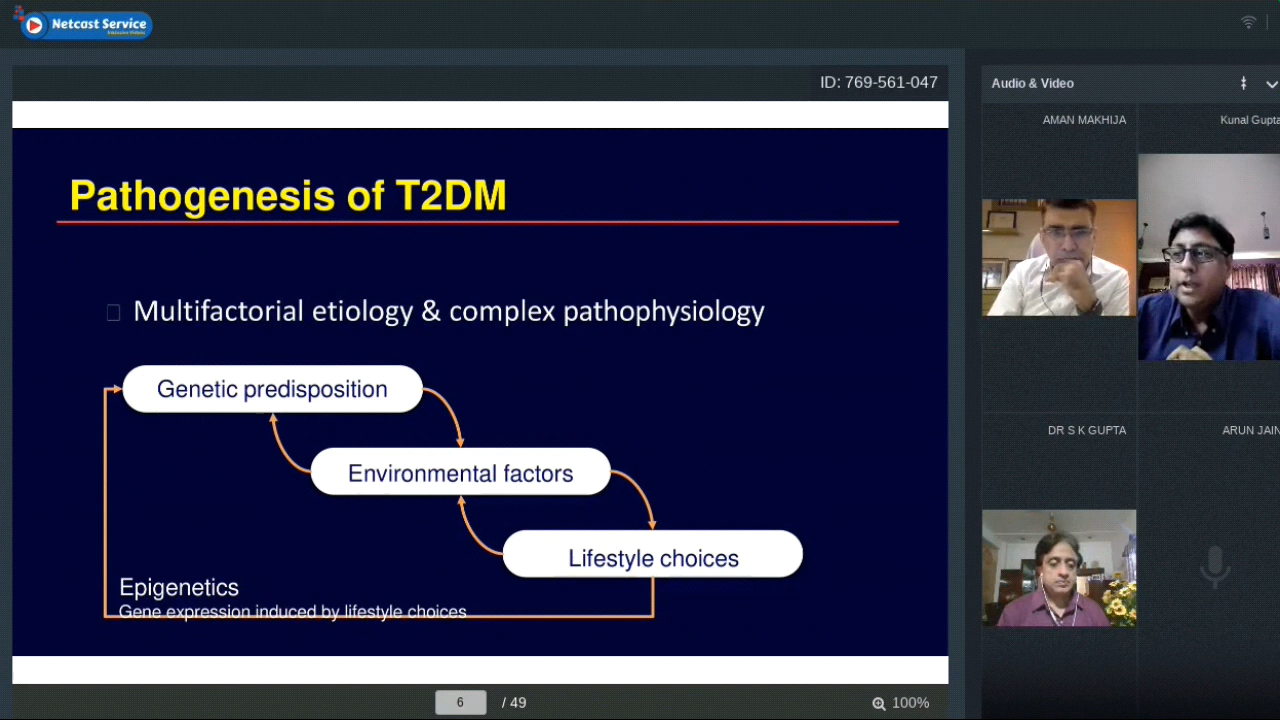 Netcast Service
ID: 769-561-047
Audio & Video
AMAN MAKHIJA
Kunal Gupta
Pathogenesis of T2DM
Multifactorial etiology & complex pathophysiology
Genetic predisposition
Environmental factors
Lifestyle choices
Epigenetics
Gene expression induced by lifestyle choices
DR S K GUPTA
ARUN JAIN
6 / 49
100%